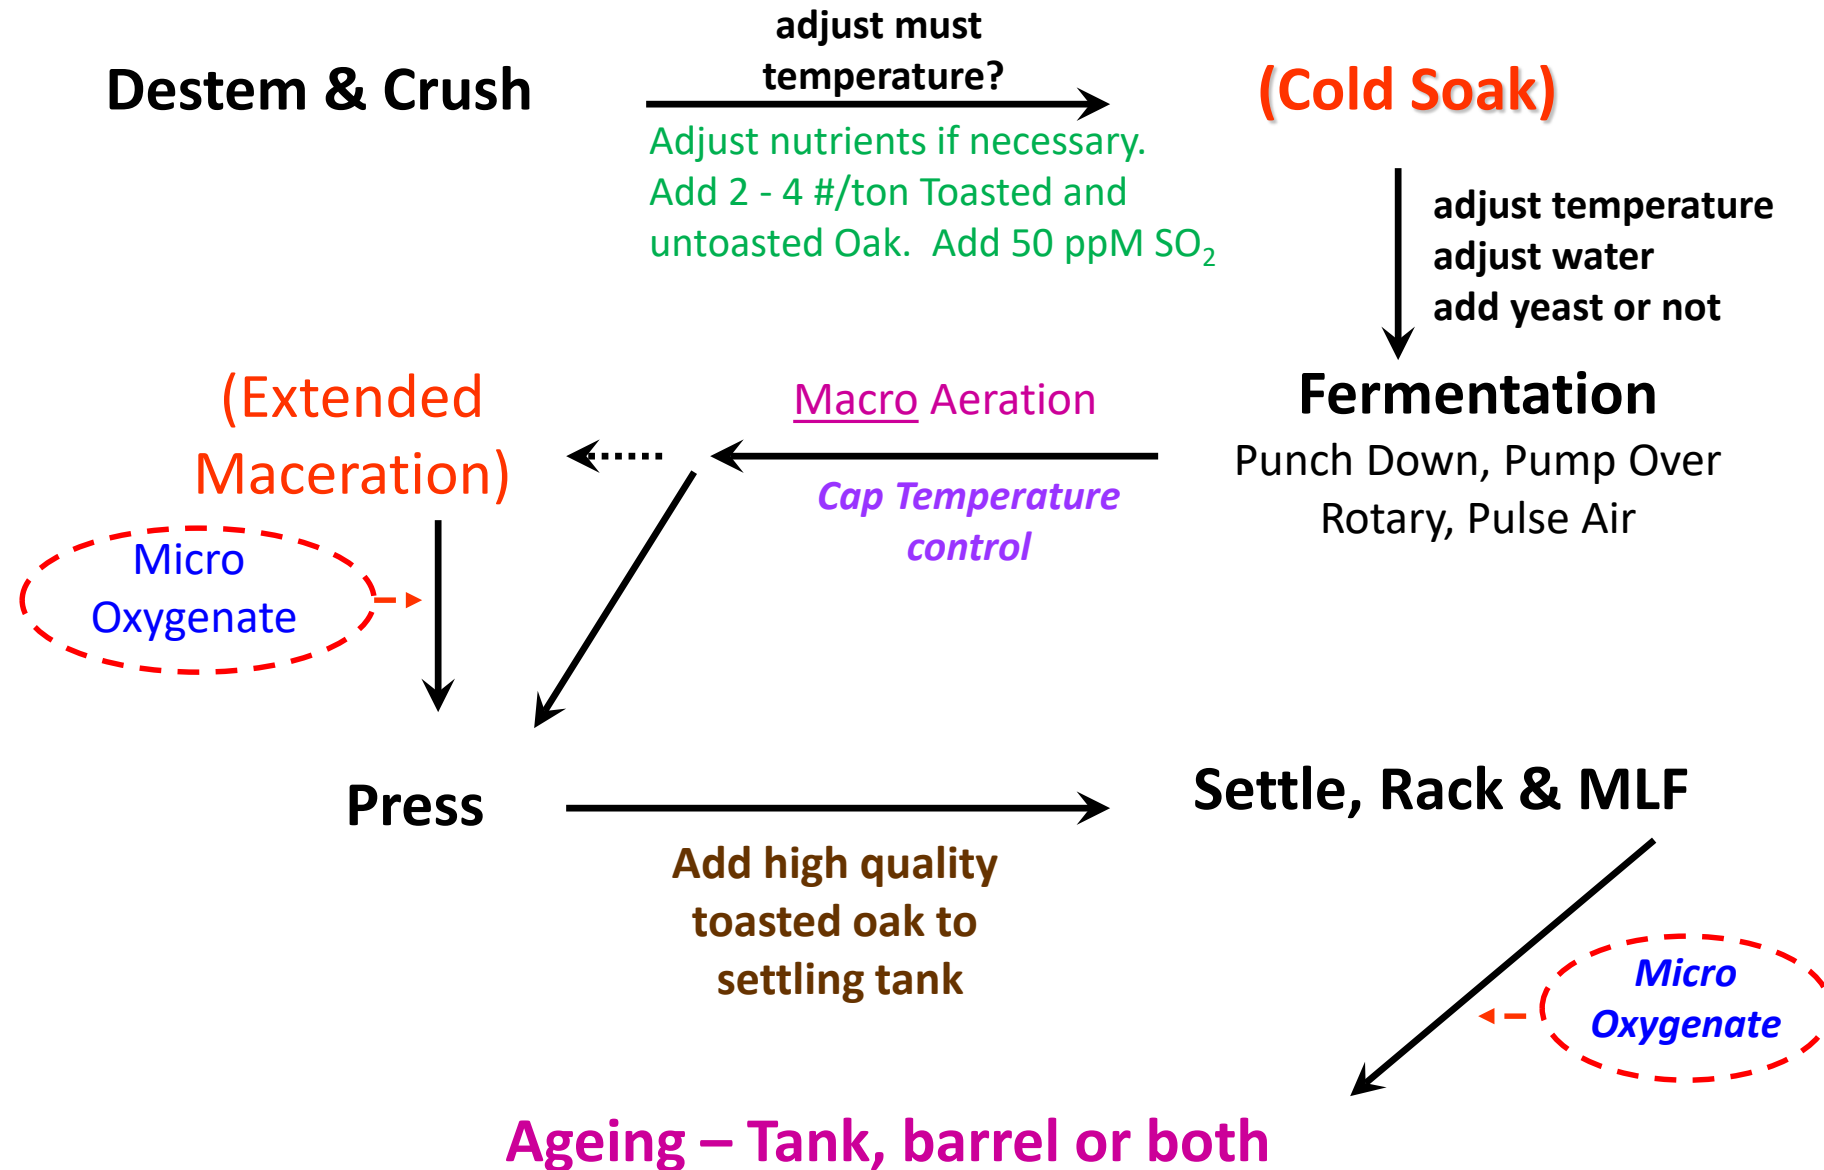 adjust must
temperature?
Destem & Crush
(Cold Soak)
Adjust nutrients if necessary.
Add 2 - 4 #/ton Toasted and
untoasted Oak.  Add 50 ppM SO₂
adjust temperature
adjust water
add yeast or not
(Extended
Maceration)
Macro Aeration
Cap Temperature
control
Fermentation
Punch Down, Pump Over
Rotary, Pulse Air
Micro
Oxygenate
Press
Settle, Rack & MLF
Add high quality
toasted oak to
settling tank
Micro
Oxygenate
Ageing – Tank, barrel or both